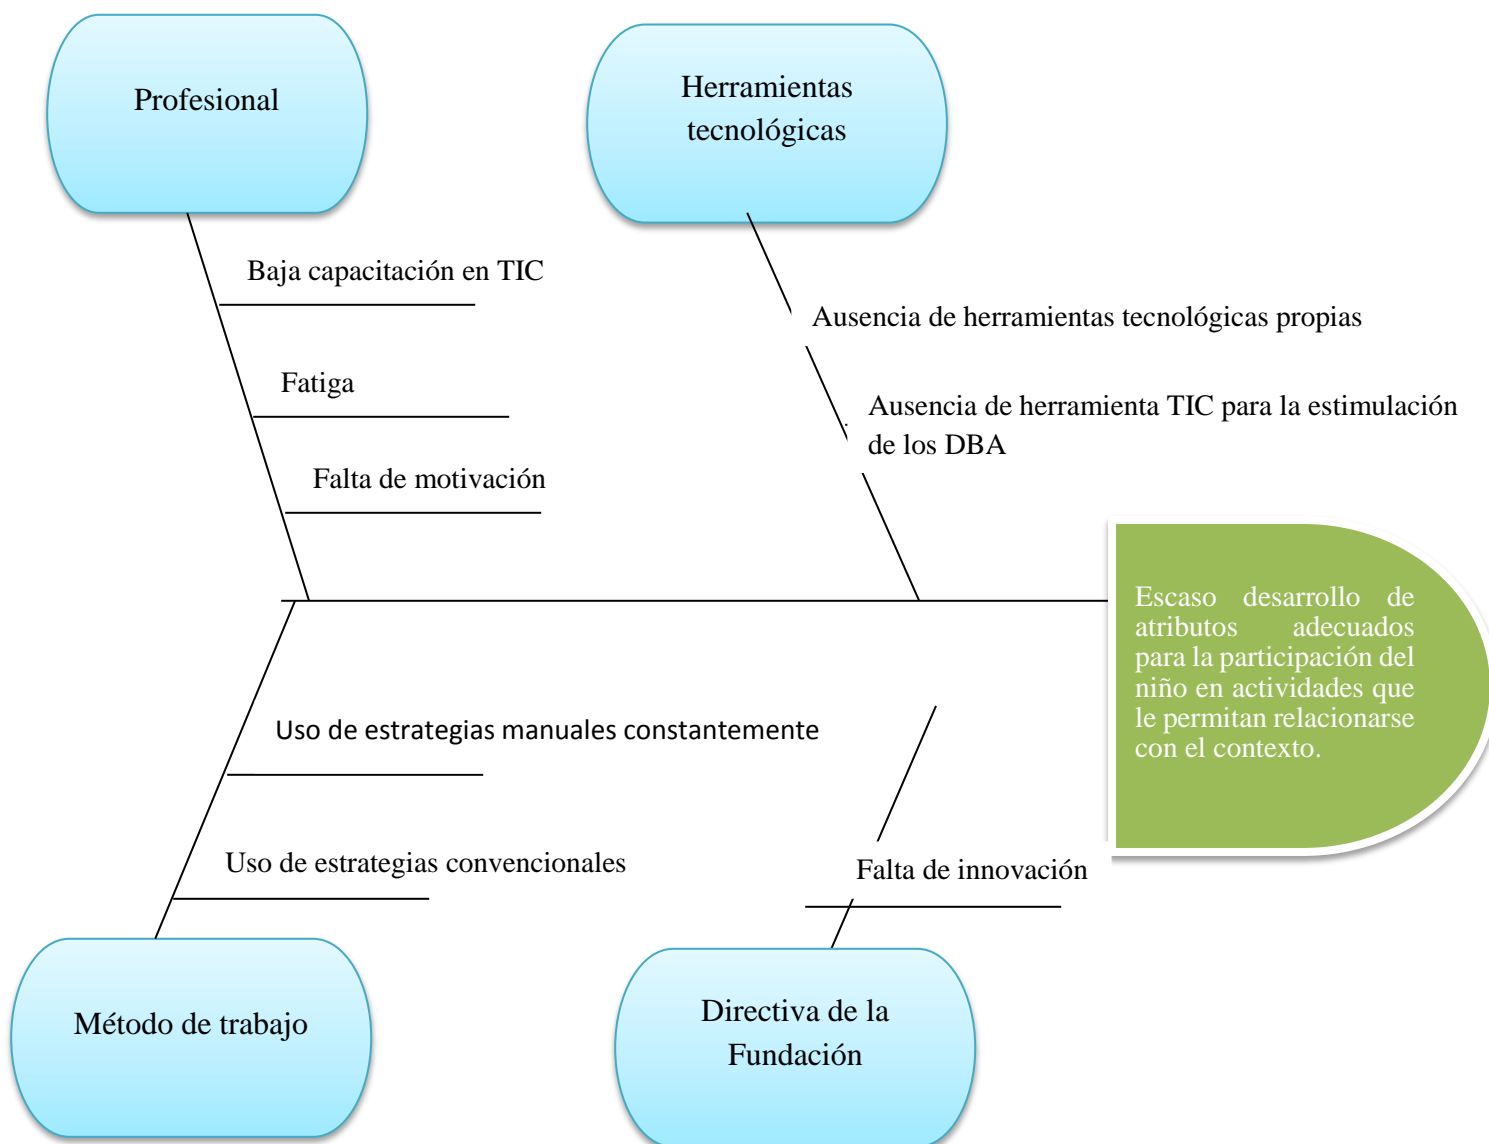 Profesional
Herramientas
tecnológicas
Baja capacitación en TIC
Fatiga
Falta de motivación
Ausencia de herramientas tecnológicas propias
Ausencia de herramienta TIC para la estimulación
de los DBA
Escaso desarrollo de
atributos adecuados
para la participación del
niño en actividades que
le permitan relacionarse
con el contexto.
Uso de estrategias manuales constantemente
Uso de estrategias convencionales
Falta de innovación
Método de trabajo
Directiva de la
Fundación